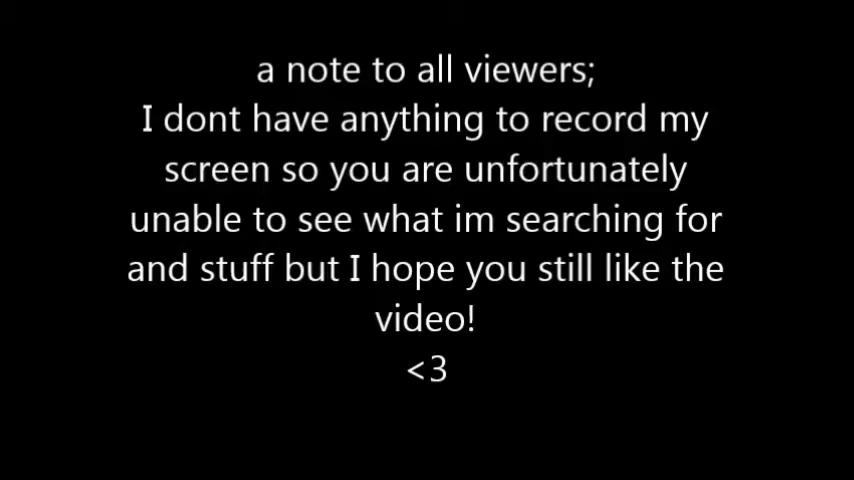 a note to all viewers;
I dont have anything to record my
screen so you are unfortunately
unable to see what im searching for
and stuff but I hope you still like the
video!
<3